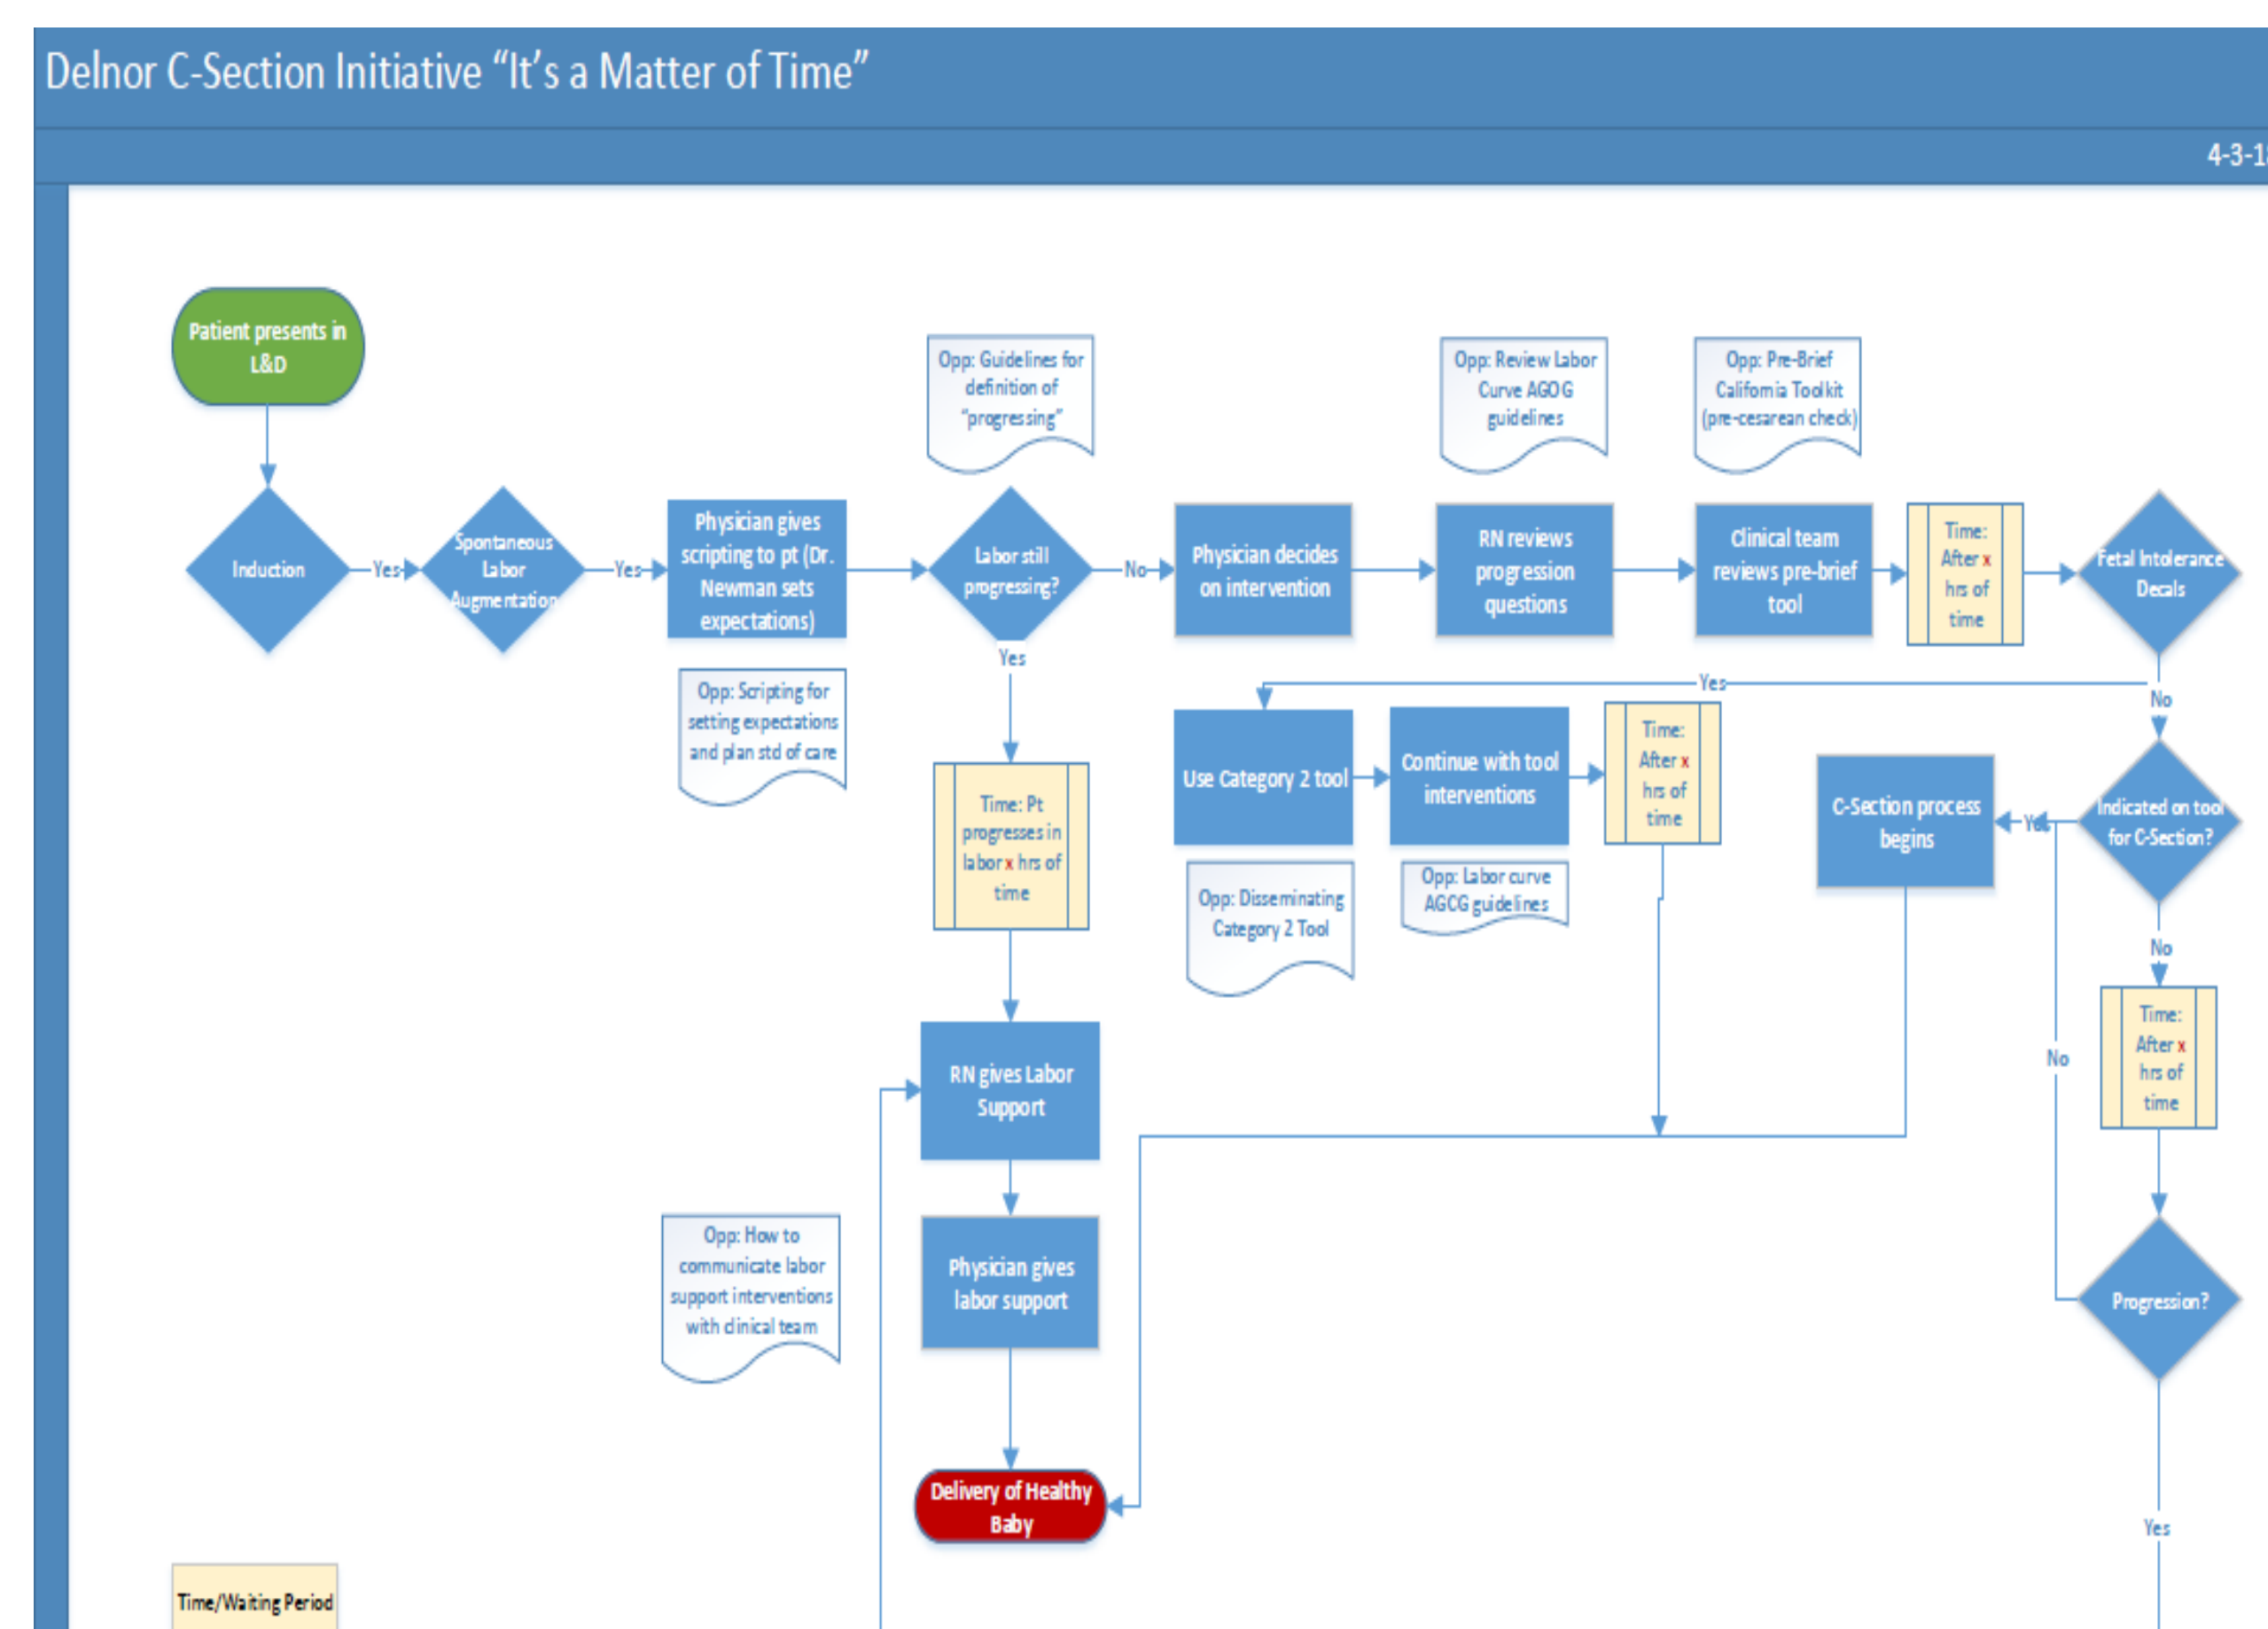 Delnor C-Section Initiative “It’s a Matter of Time”
4-3-1
Patient presents in
L&D
Opp: Guidelines for
definition of
“progressing”
Opp: Review Labor
Curve AGOG
guidelines
Opp: Pre-Brief
California Toolkit
(pre-cesarean check)
Induction
Yes
Spontaneous
Labor
Augmentation
Yes
Physician gives
scripting to pt (Dr.
Newman sets
expectations)
Labor still
progressing?
No
Physician decides
on intervention
RN reviews
progression
questions
Clinical team
reviews pre-brief
tool
Time:
After x
hrs of
time
Fetal Intolerance
Decals
Yes
Yes
No
Opp: Scripting for
setting expectations
and plan std of care
Use Category 2 tool
Continue with tool
interventions
Time:
After x
hrs of
time
C-Section process
begins
Yes
Indicated on tool
for C-Section?
Time: Pt
progresses in
labor x hrs of
time
Opp: Disseminating
Category 2 Tool
Opp: Labor curve
AGCG guidelines
No
Time:
After x
hrs of
time
No
RN gives Labor
Support
Opp: How to
communicate labor
support interventions
with clinical team
Physician gives
labor support
Progression?
Delivery of Healthy
Baby
Yes
Time/Waiting Period